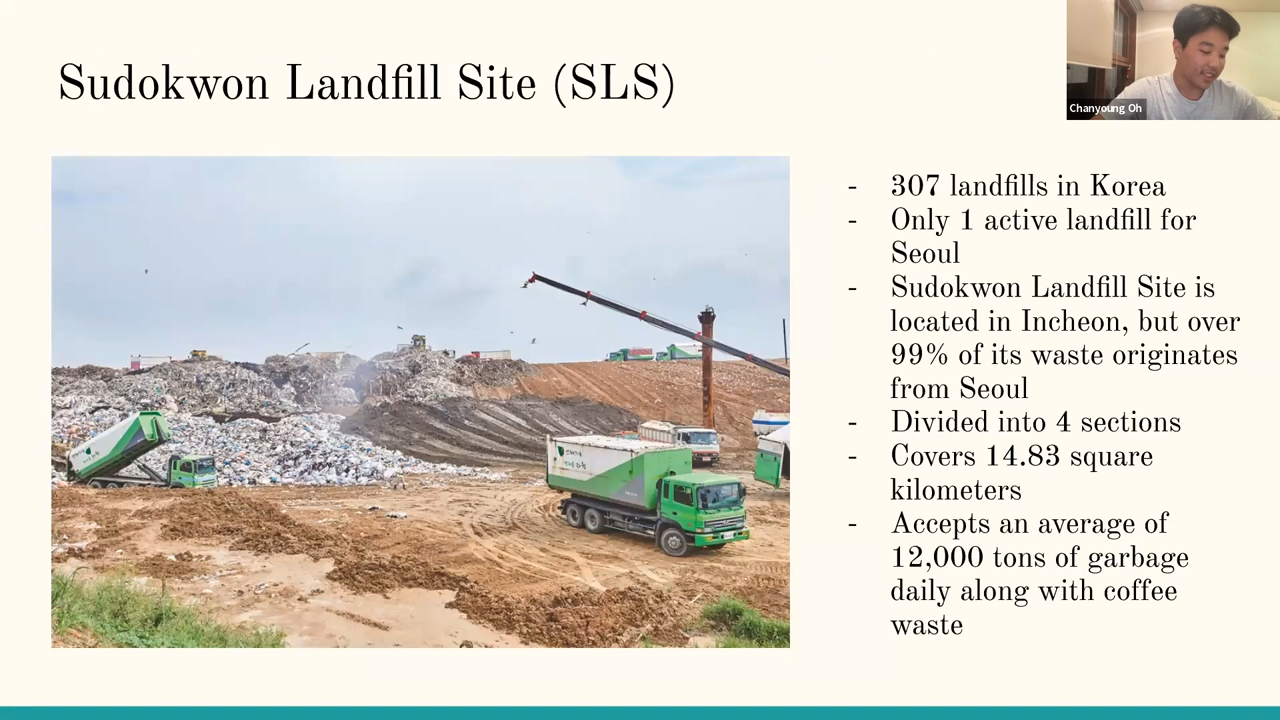 Sudokwon Landfill Site (SLS)
Chanyoung Oh
- 307 landfills in Korea
- Only 1 active landfill for
Seoul
- Sudokwon Landfill Site is
located in Incheon, but over
99% of its waste originates
from Seoul
- Divided into 4 sections
- Covers 14.83 square
kilometers
- Accepts an average of
12,000 tons of garbage
daily along with coffee
waste